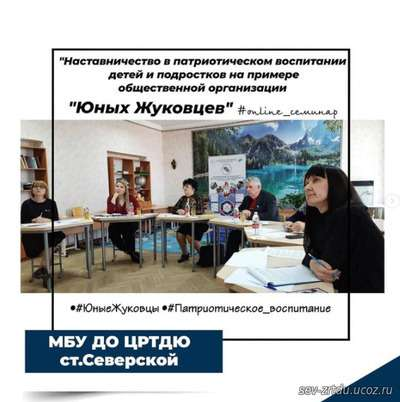 "Наставничество в патриотическом воспитании
детей и подростков на примере
общественной организации
"Юных Жуковцев" #online_семинар
•#ЮныеЖуковцы •#Патриотическое_воспитание
МБУ ДО ЦРТДЮ
ст.Северской
sev-zrtdu.ucoz.ru